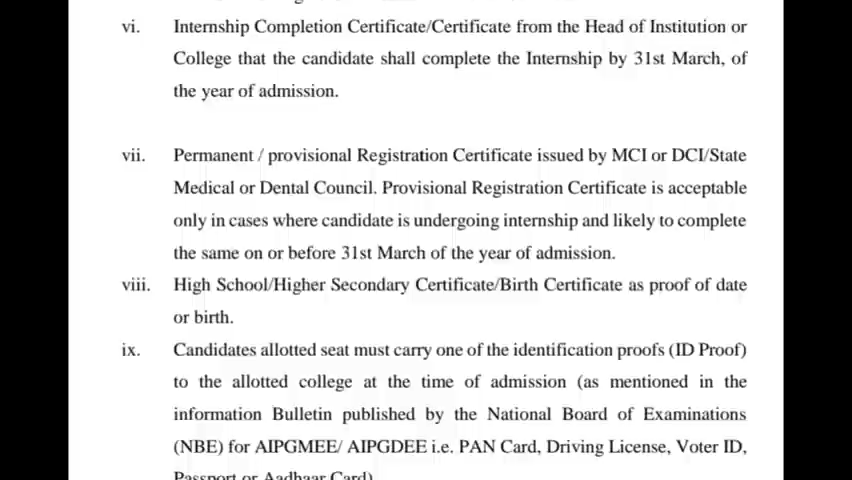 vi. Internship Completion Certificate/Certificate from the Head of Institution or
College that the candidate shall complete the Internship by 31st March, of
the year of admission.
vii. Permanent / provisional Registration Certificate issued by MCI or DCI/State
Medical or Dental Council. Provisional Registration Certificate is acceptable
only in cases where candidate is undergoing internship and likely to complete
the same on or before 31st March of the year of admission.
viii. High School/Higher Secondary Certificate/Birth Certificate as proof of date
or birth.
ix. Candidates allotted seat must carry one of the identification proofs (ID Proof)
to the allotted college at the time of admission (as mentioned in the
information Bulletin published by the National Board of Examinations
(NBE) for AIPGMEE/ AIPGDEE i.e. PAN Card, Driving License, Voter ID,
Passport or Aadhaar Card)